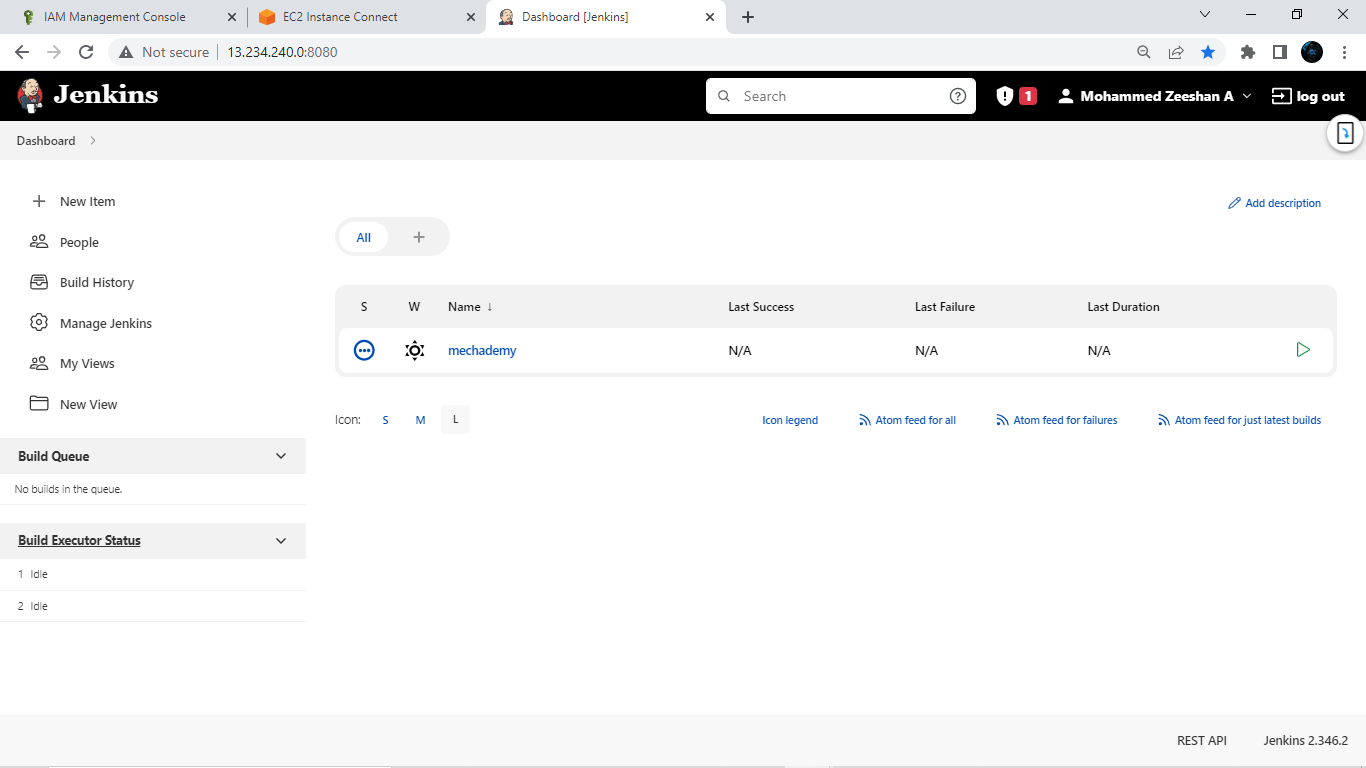 IAM Management Console
EC2 Instance Connect
Dashboard [Jenkins]
Not secure
13.234.240.0:8080
Jenkins
Search
1
Mohammed Zeeshan A
log out
Dashboard
New Item
People
Build History
Manage Jenkins
My Views
New View
Build Queue
No builds in the queue.
Build Executor Status
1 Idle
2 Idle
Add description
All
S W Name ↓ Last Success Last Failure Last Duration
mechademy N/A N/A N/A
Icon: S M L
Icon legend
Atom feed for all
Atom feed for failures
Atom feed for just latest builds
REST API
Jenkins 2.346.2